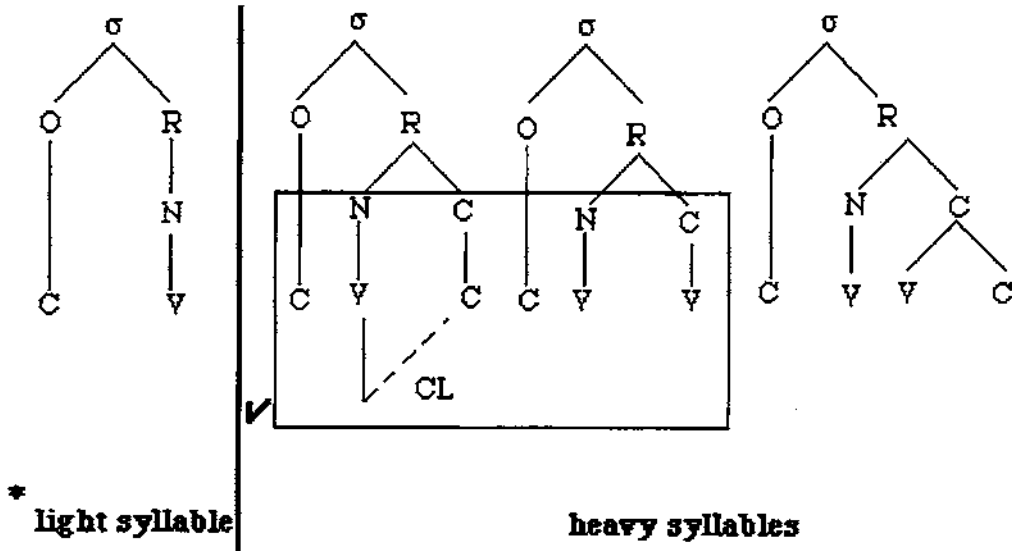 σ σ σ σ
O R O R O R O R
N N C N C N C
C V C V C C V V C V V C
CL
✓
*
light syllable heavy syllables